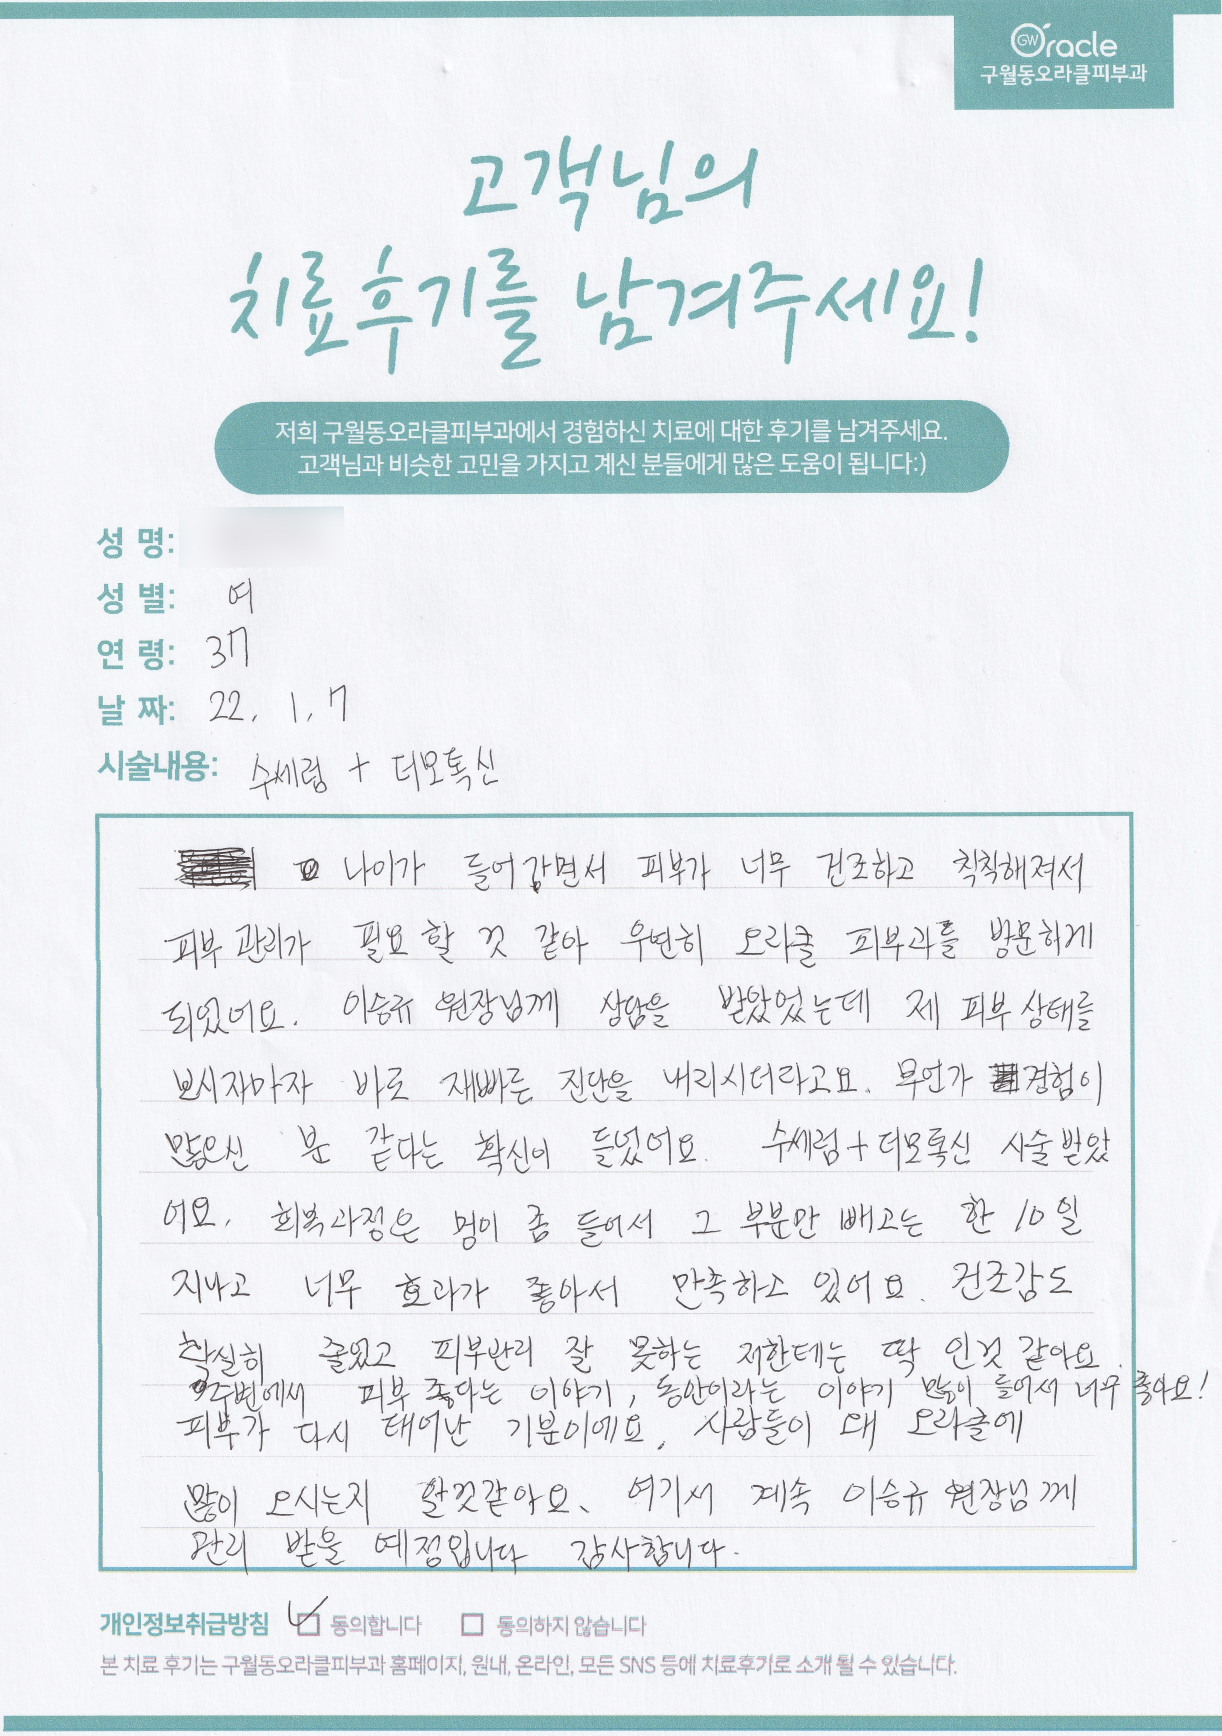 GW Oracle
구월동오라클피부과
고객님의
치료후기를 남겨주세요!
저희 구월동오라클피부과에서 경험하신 치료에 대한 후기를 남겨주세요.
고객님과 비슷한 고민을 가지고 계신 분들에게 많은 도움이 됩니다:)
성 명:
성 별: 여
연 령: 37
날 짜: 22. 1. 7
시술내용: 수세럼 + 더모톡신
나이가 들어감면서 피부가 너무 건조하고 칙칙해져서
피부 관리가 필요할 것 같아 우연히 오라클 피부과를 방문하게
되었어요. 이승규 원장님께 상담을 받았었는데 제 피부 상태를
보시자마자 바로 재빠른 진단을 내리시더라고요. 무언가 경험이
많으신 분 같다는 확신이 들었어요. 수세럼+더모톡신 시술 받았
어요. 회복과정은 멍이 좀 들어서 그 부분만 빼고는 한 10일
지나고 너무 효과가 좋아서 만족하고 있어요. 건조감도
확실히 줄었고 피부관리 잘 못하는 저한테는 딱 인것 같아요.
주변에서 피부 좋다는 이야기, 동안이라는 이야기 많이 들어서 너무 좋아요!
피부가 다시 태어난 기분이에요. 사람들이 왜 오라클에
많이 오시는지 알것같아요. 여기서 계속 이승규 원장님께
관리 받을 예정입니다 감사합니다.
개인정보취급방침 동의합니다 동의하지 않습니다
본 치료 후기는 구월동오라클피부과 홈페이지, 원내, 온라인, 모든 SNS 등에 치료후기로 소개 될 수 있습니다.